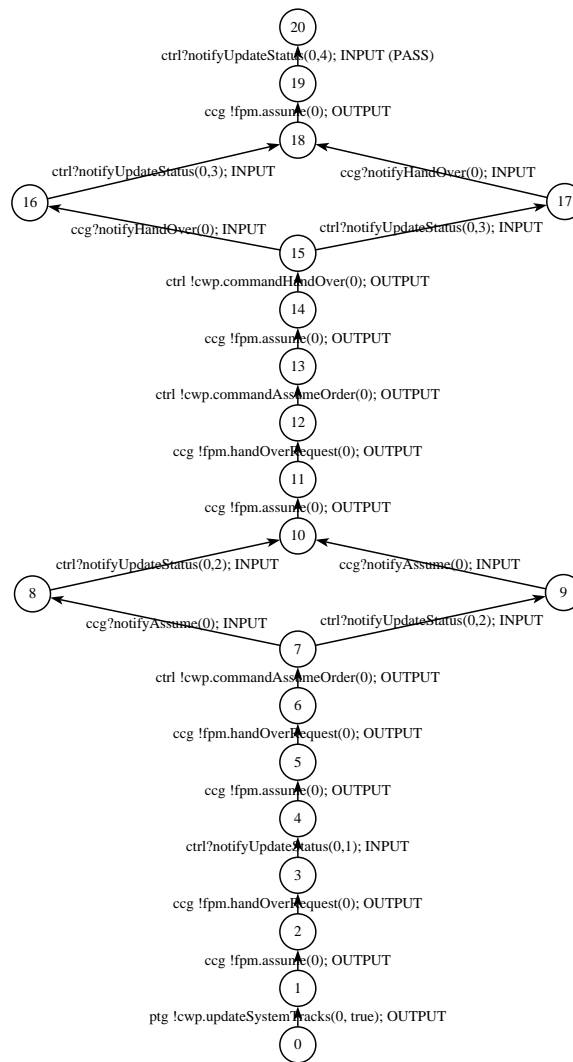 20
ctrl?notifyUpdateStatus(0,4); INPUT (PASS)
19
ccg !fpm.assume(0); OUTPUT
18
ctrl?notifyUpdateStatus(0,3); INPUT
ccg?notifyHandOver(0); INPUT
16
17
ccg?notifyHandOver(0); INPUT
ctrl?notifyUpdateStatus(0,3); INPUT
15
ctrl !cwp.commandHandOver(0); OUTPUT
14
ccg !fpm.assume(0); OUTPUT
13
ctrl !cwp.commandAssumeOrder(0); OUTPUT
12
ccg !fpm.handOverRequest(0); OUTPUT
11
ccg !fpm.assume(0); OUTPUT
10
ctrl?notifyUpdateStatus(0,2); INPUT
ccg?notifyAssume(0); INPUT
8
9
ccg?notifyAssume(0); INPUT
ctrl?notifyUpdateStatus(0,2); INPUT
7
ctrl !cwp.commandAssumeOrder(0); OUTPUT
6
ccg !fpm.handOverRequest(0); OUTPUT
5
ccg !fpm.assume(0); OUTPUT
4
ctrl?notifyUpdateStatus(0,1); INPUT
3
ccg !fpm.handOverRequest(0); OUTPUT
2
ccg !fpm.assume(0); OUTPUT
1
ptg !cwp.updateSystemTracks(0, true); OUTPUT
0